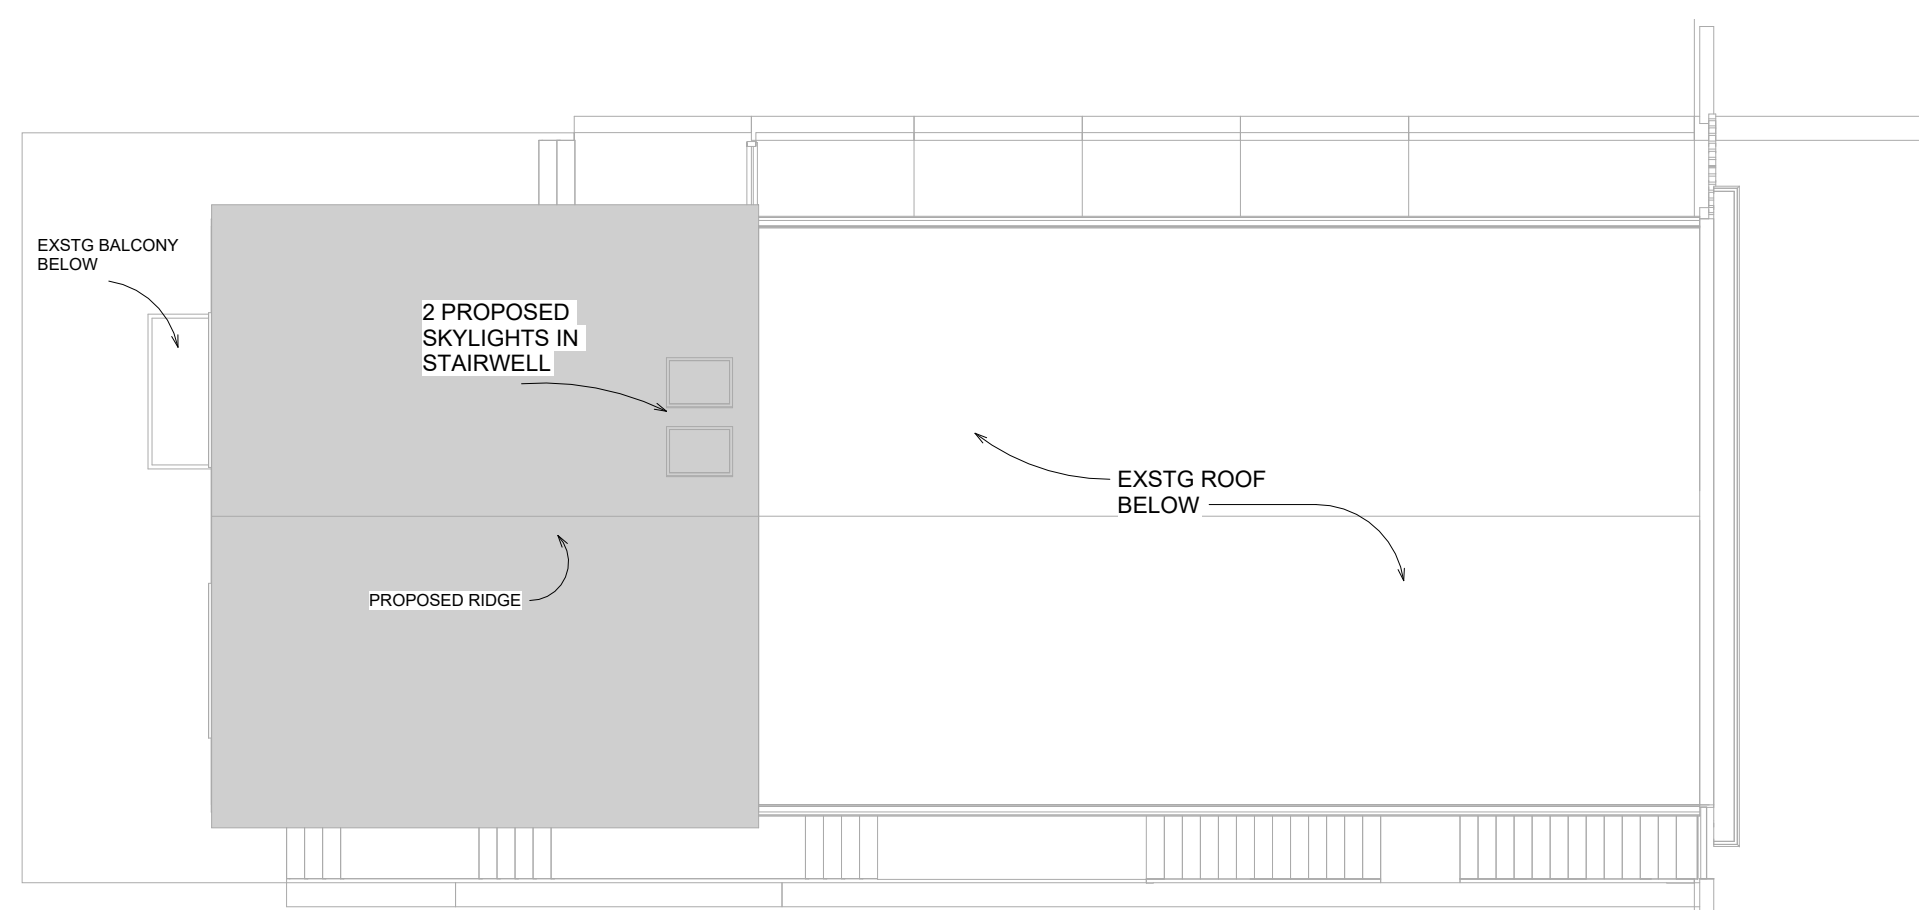 EXSTG BALCONY
BELOW
2 PROPOSED
SKYLIGHTS IN
STAIRWELL
EXSTG ROOF
BELOW
PROPOSED RIDGE